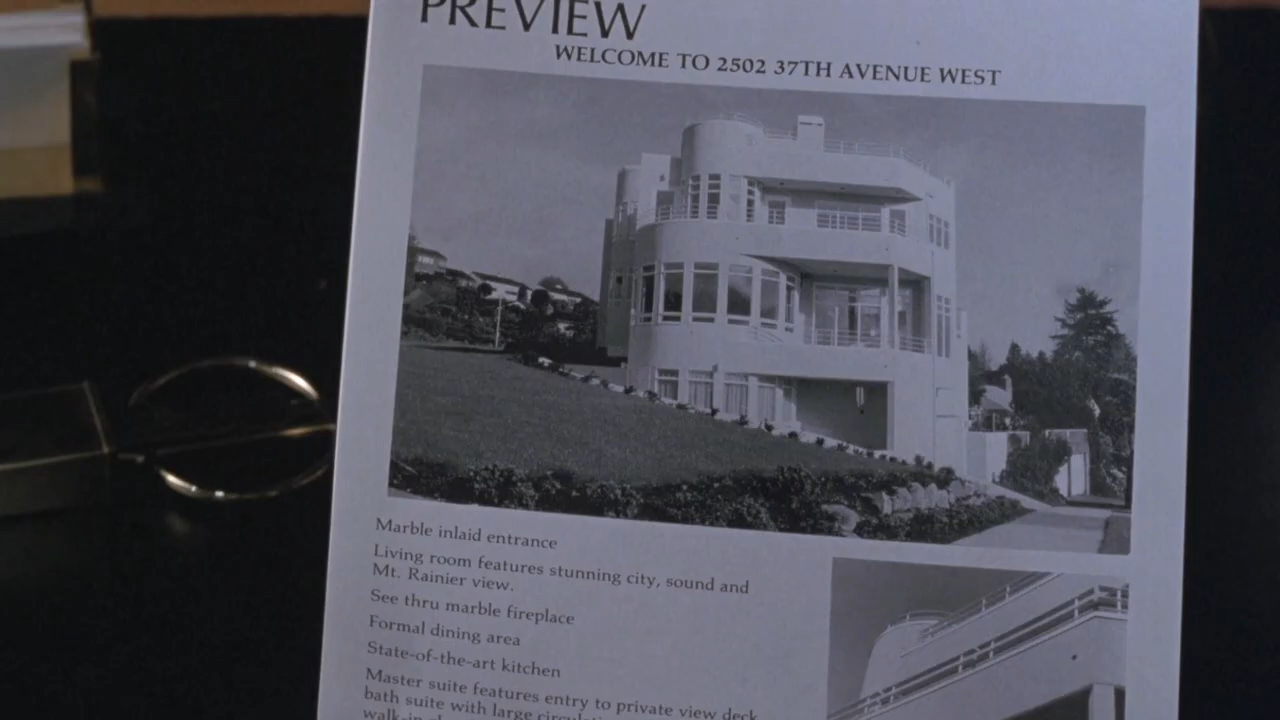 PREVIEW
WELCOME TO 2502 37TH AVENUE WEST
Marble inlaid entrance
Living room features stunning city, sound and
Mt. Rainier view.
See thru marble fireplace
Formal dining area
State-of-the-art kitchen
Master suite features entry to private view deck
bath suite with large
walk-in